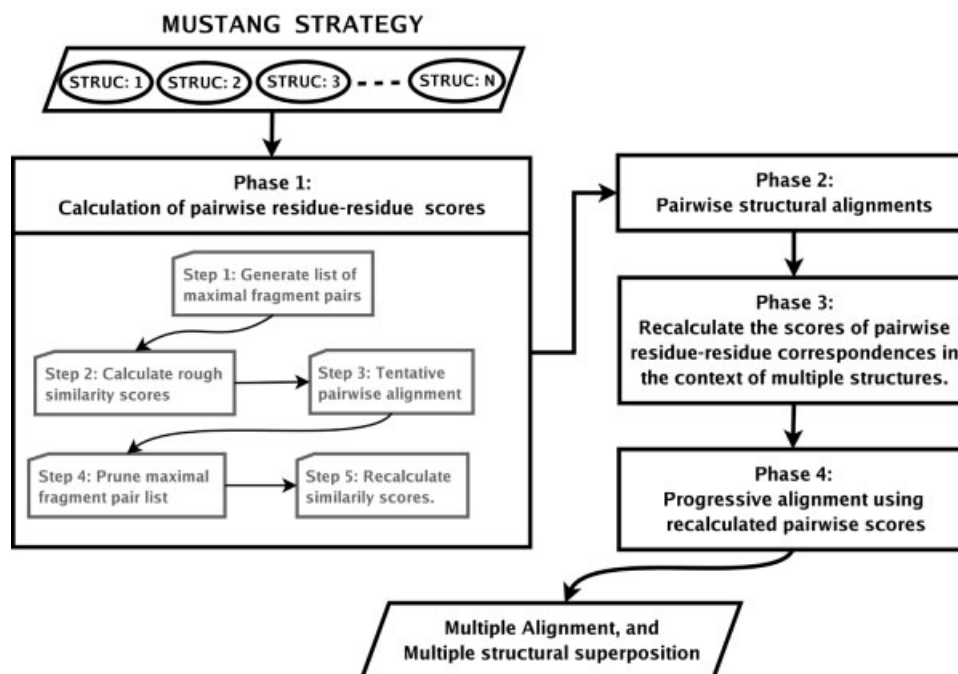 MUSTANG STRATEGY
STRUC: 1 STRUC: 2 STRUC: 3 STRUC: N
Phase 1:
Calculation of pairwise residue-residue scores
Step 1: Generate list of
maximal fragment pairs
Step 2: Calculate rough
similarity scores
Step 3: Tentative
pairwise alignment
Step 4: Prune maximal
fragment pair list
Step 5: Recalculate
similarily scores.
Phase 2:
Pairwise structural alignments
Phase 3:
Recalculate the scores of pairwise
residue-residue correspondences in
the context of multiple structures.
Phase 4:
Progressive alignment using
recalculated pairwise scores
Multiple Alignment, and
Multiple structural superposition